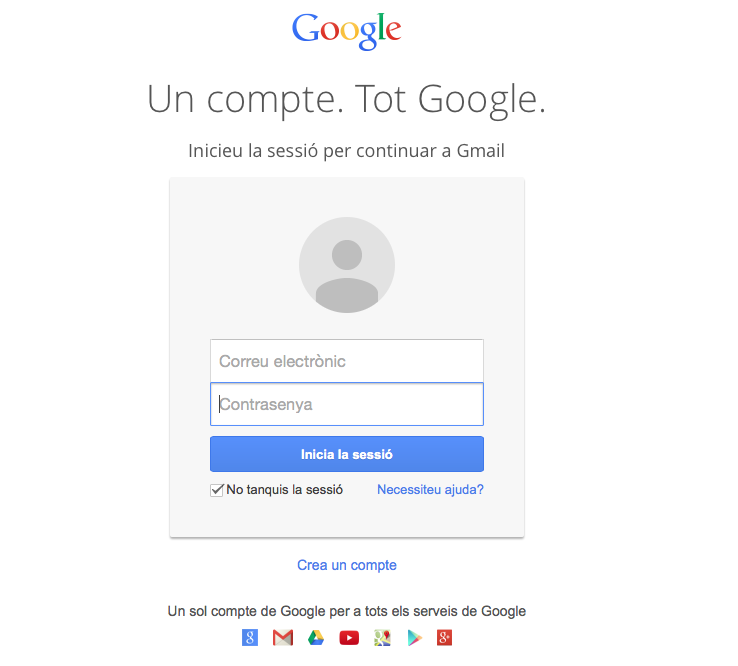 Google
Un compte. Tot Google.
Inicieu la sessió per continuar a Gmail
Correu electrònic
Contrasenya
Inicia la sessió
No tanquis la sessió Necessiteu ajuda?
Crea un compte
Un sol compte de Google per a tots els serveis de Google